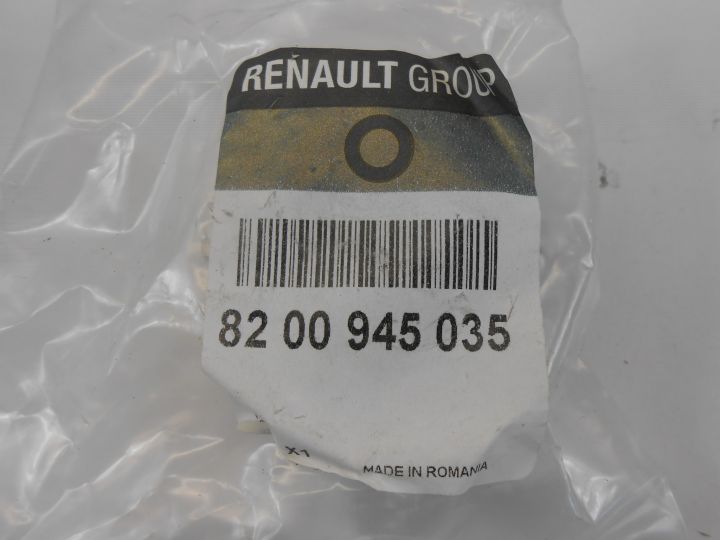 RENAULT GROUP
82 00 945 035
X1
MADE IN ROMANIA